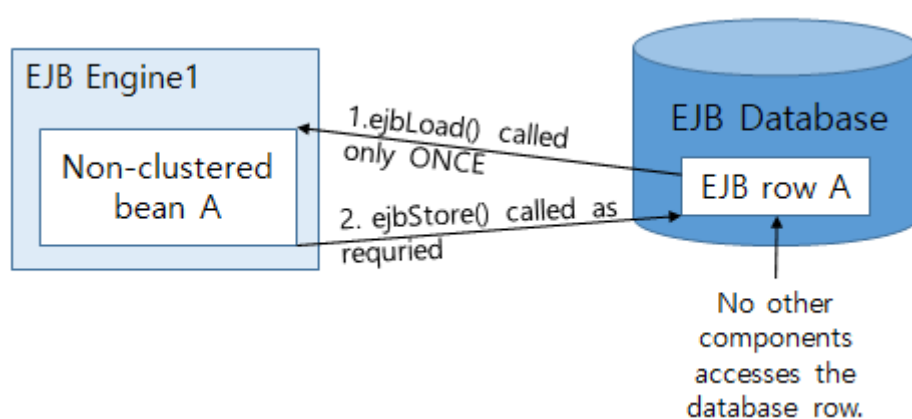 EJB Engine1
Non-clustered
bean A
1.ejbLoad() called
only ONCE
2. ejbStore() called as
requried
EJB Database
EJB row A
No other
components
accesses the
database row.